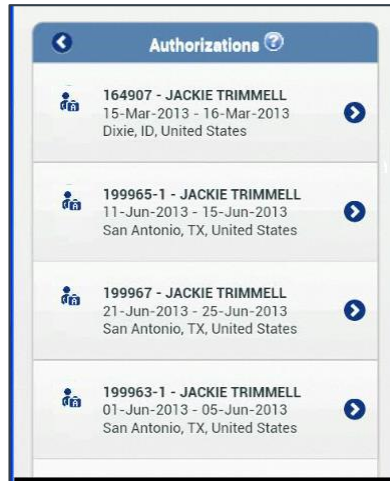 Authorizations ?
164907 - JACKIE TRIMMELL
15-Mar-2013 - 16-Mar-2013
Dixie, ID, United States
199965-1 - JACKIE TRIMMELL
11-Jun-2013 - 15-Jun-2013
San Antonio, TX, United States
199967 - JACKIE TRIMMELL
21-Jun-2013 - 25-Jun-2013
San Antonio, TX, United States
199963-1 - JACKIE TRIMMELL
01-Jun-2013 - 05-Jun-2013
San Antonio, TX, United States